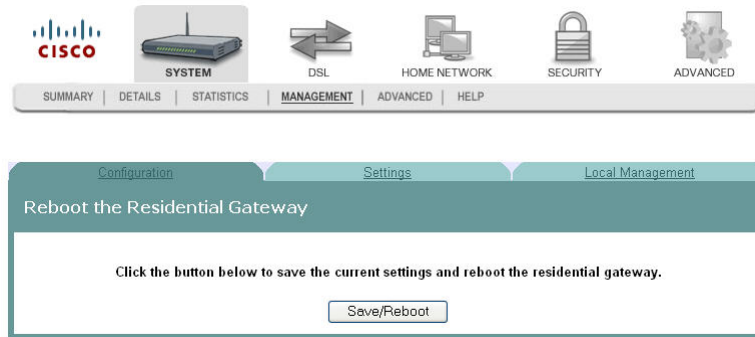 CISCO
SYSTEM DSL HOME NETWORK SECURITY ADVANCED
SUMMARY | DETAILS | STATISTICS | MANAGEMENT | ADVANCED | HELP
Configuration Settings Local Management
Reboot the Residential Gateway
Click the button below to save the current settings and reboot the residential gateway.
Save/Reboot